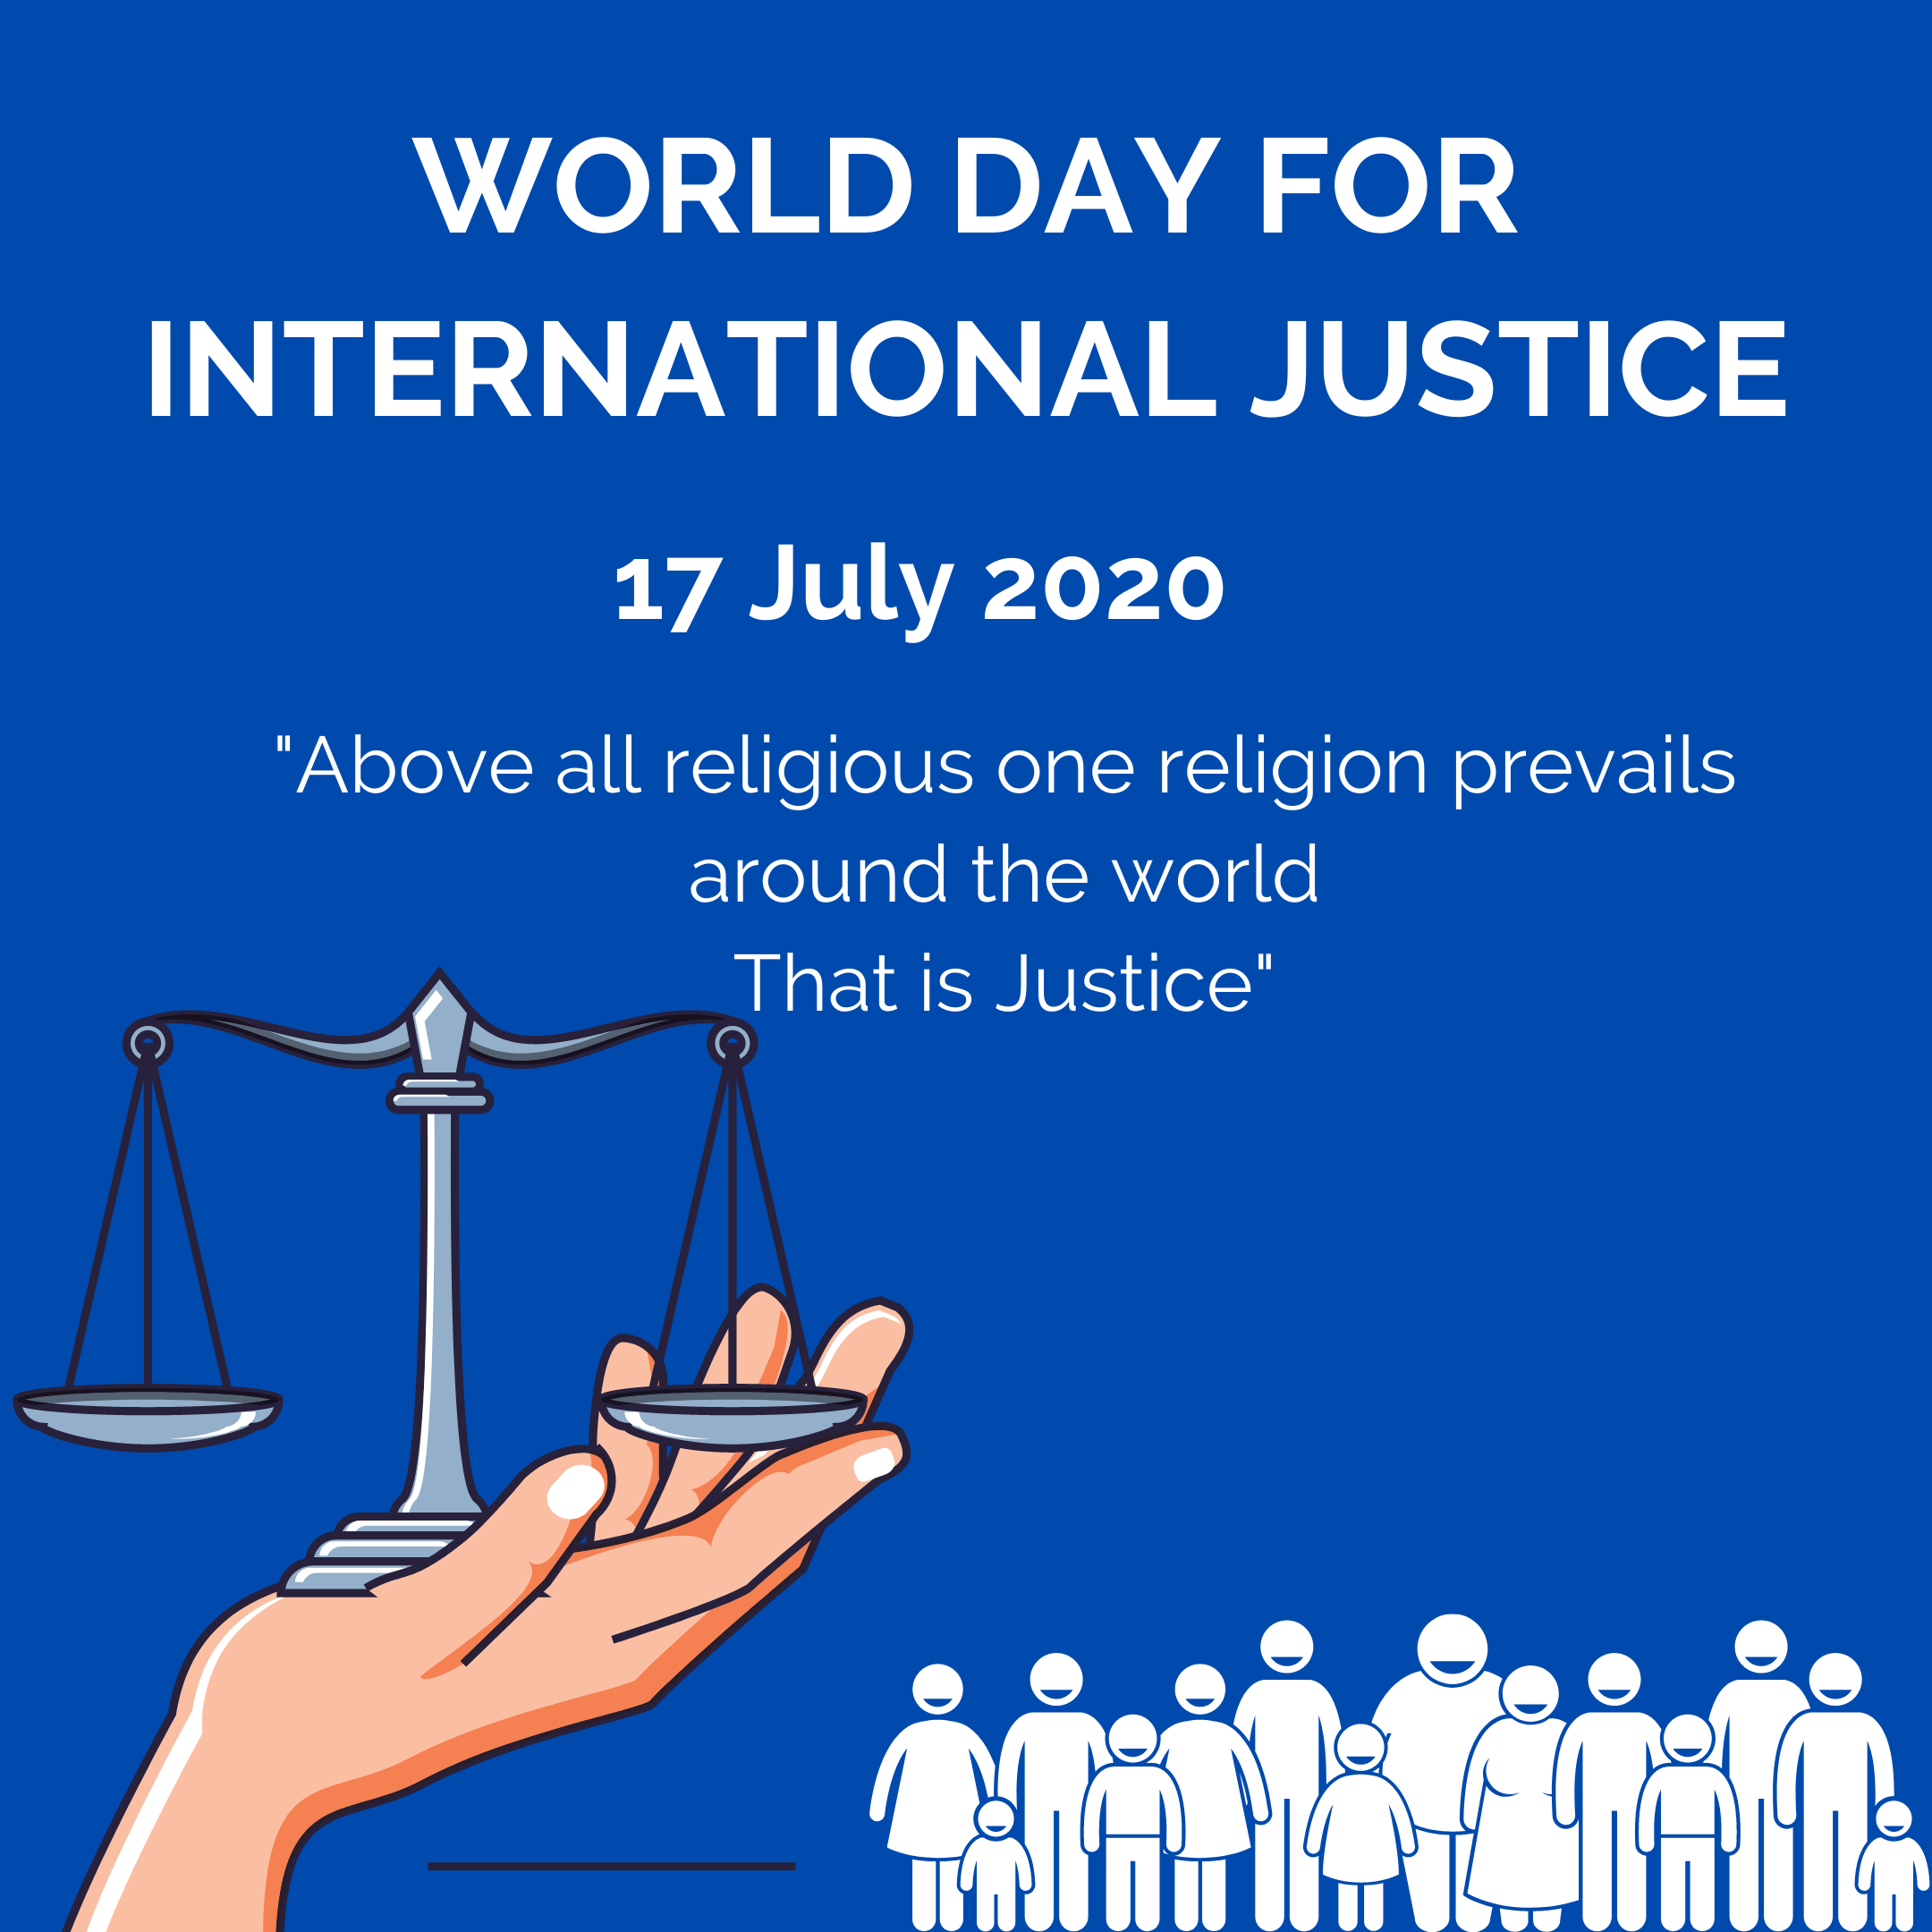 WORLD DAY FOR
INTERNATIONAL JUSTICE
17 July 2020
"Above all religious one religion prevails
around the world
That is Justice"